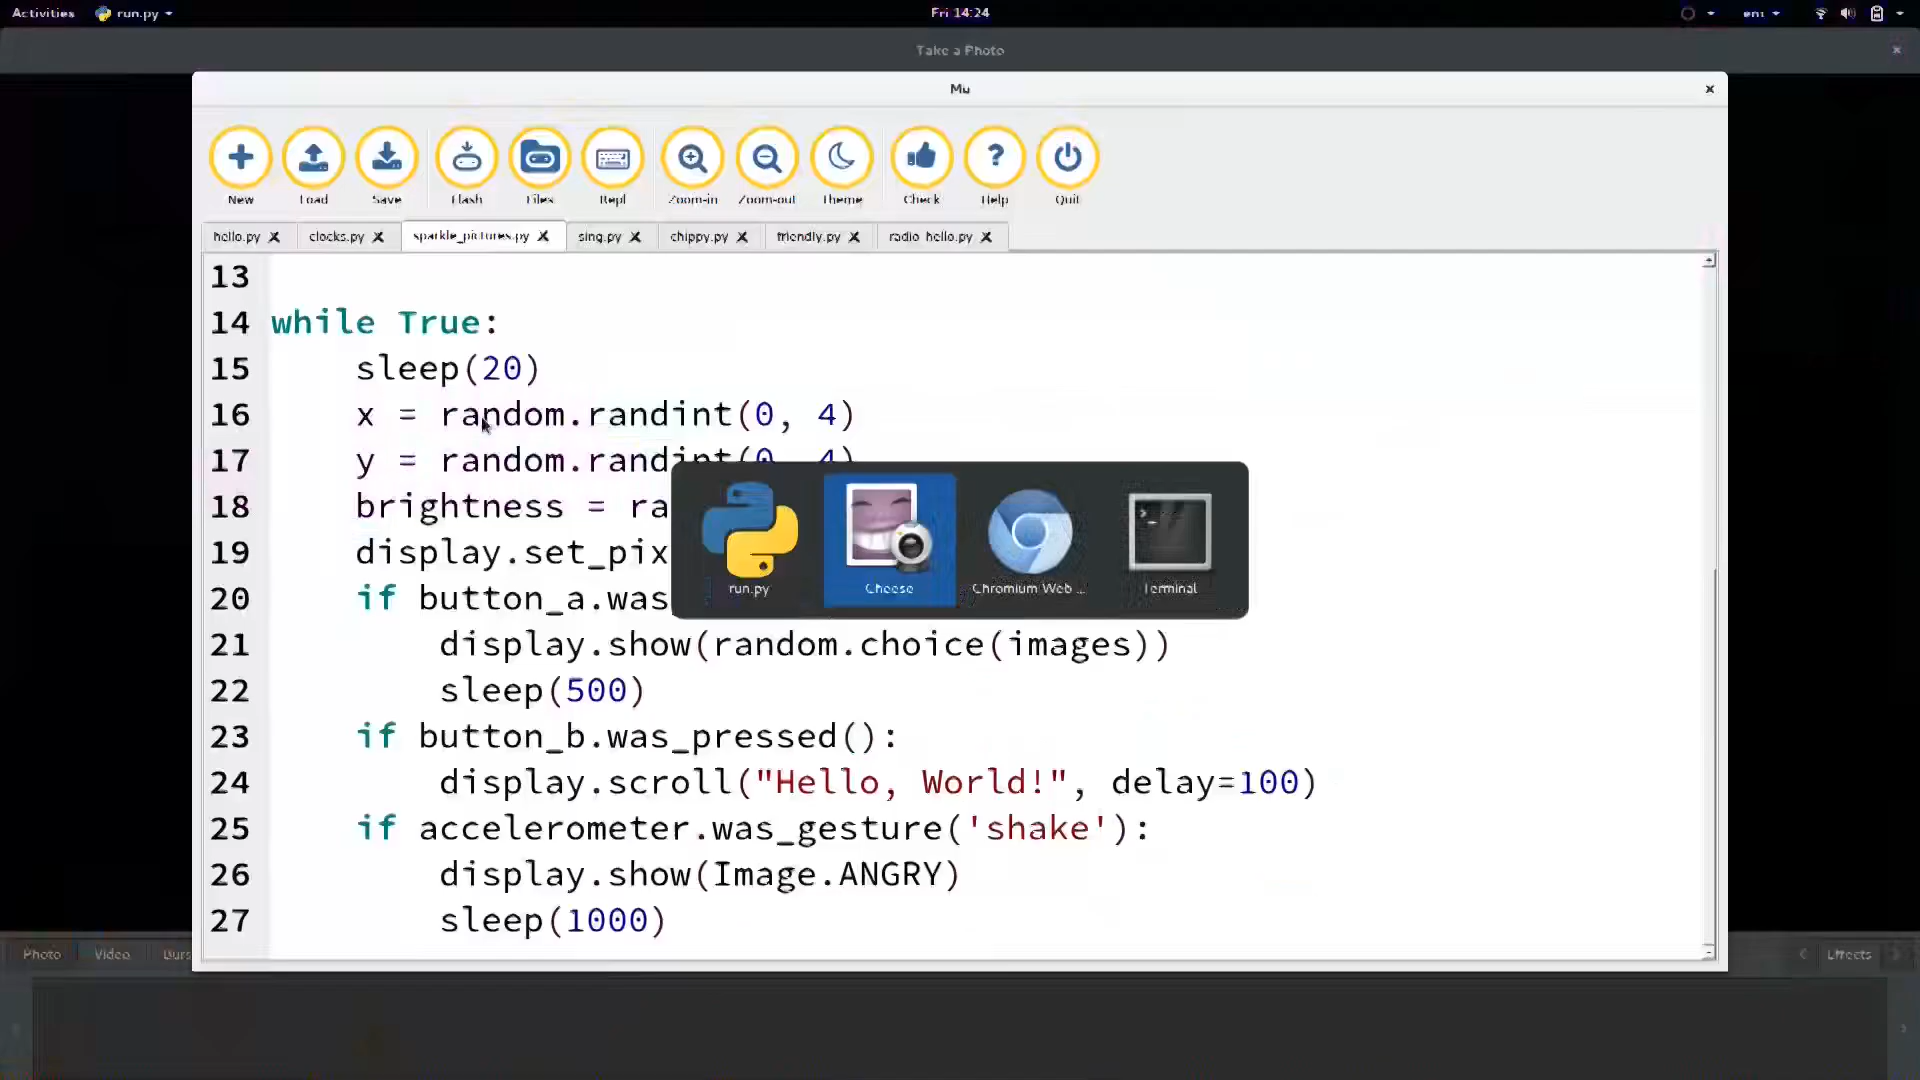 Activities run.py Fri 14:24 en1
Take a Photo
Mu
New Load Save Flash Files Repl Zoom-in Zoom-out Theme Check Help Quit
hello.py clocks.py sparkle_pictures.py sing.py chippy.py friendly.py radio_hello.py
13
14 while True:
15 sleep(20)
16 x = random.randint(0, 4)
17 y = random.randint(0, 4)
18 brightness = ra
19 display.set_pix
20 if button_a.was
21 display.show(random.choice(images))
22 sleep(500)
23 if button_b.was_pressed():
24 display.scroll("Hello, World!", delay=100)
25 if accelerometer.was_gesture('shake'):
26 display.show(Image.ANGRY)
27 sleep(1000)
run.py Cheese Chromium Web ... Terminal
Photo Video Burs Effects